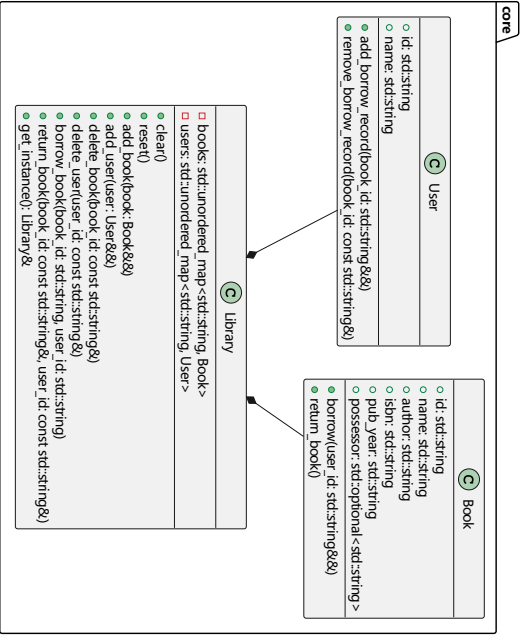 core
C User
id: std::string
name: std::string
add_borrow_record(book_id: std::string&&)
remove_borrow_record(book_id: const std::string&)
C Book
id: std::string
name: std::string
author: std::string
isbn: std::string
pub_year: std::string
possessor: std::optional<std::string>
borrow(user_id: std::string&&)
return_book()
C Library
books: std::unordered_map<std::string, Book>
users: std::unordered_map<std::string, User>
clear()
reset()
add_book(book: Book&&)
add_user(user: User&&)
delete_book(book_id: const std::string&)
delete_user(user_id: const std::string&)
borrow_book(book_id: std::string, user_id: std::string)
return_book(book_id: const std::string&, user_id: const std::string&)
get_instance(): Library&